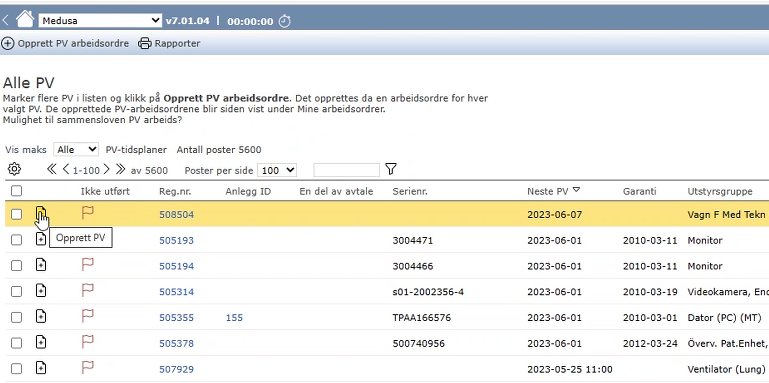 Medusa v7.01.04 | 00:00:00
Opprett PV arbeidsordre Rapporter
Alle PV
Marker flere PV i listen og klikk på Opprett PV arbeidsordre. Det opprettes da en arbeidsordre for hver
valgt PV. De opprettede PV-arbeidsordrene blir siden vist under Mine arbeidsordrer.
Mulighet til sammensloven PV arbeids?
Vis maks Alle PV-tidsplaner Antall poster 5600
1-100 av 5600 Poster per side 100
Ikke utført Reg.nr. Anlegg ID En del av avtale Serienr. Neste PV Garanti Utstyrsgruppe
508504 2023-06-07 Vagn F Med Tekn
Opprett PV
505193 3004471 2023-06-01 2010-03-11 Monitor
505194 3004466 2023-06-01 2010-03-11 Monitor
505314 s01-2002356-4 2023-06-01 2010-03-19 Videokamera, End
505355 155 TPAA166576 2023-06-01 2010-03-01 Dator (PC) (MT)
505378 500740956 2023-06-01 2012-03-24 Överv. Pat.Enhet,
507929 2023-05-25 11:00 Ventilator (Lung)